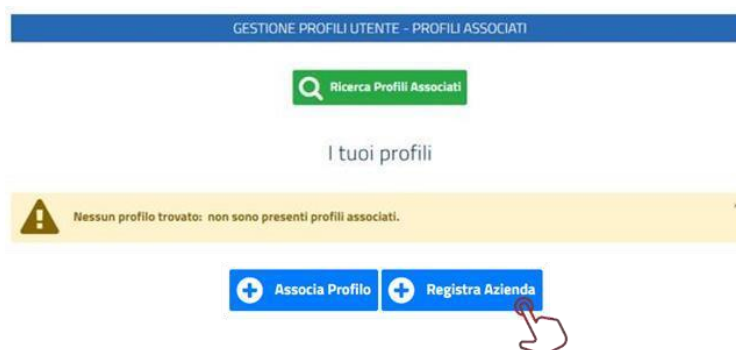 GESTIONE PROFILI UTENTE - PROFILI ASSOCIATI
Ricerca Profili Associati
I tuoi profili
Nessun profilo trovato: non sono presenti profili associati.
Associa Profilo Registra Azienda